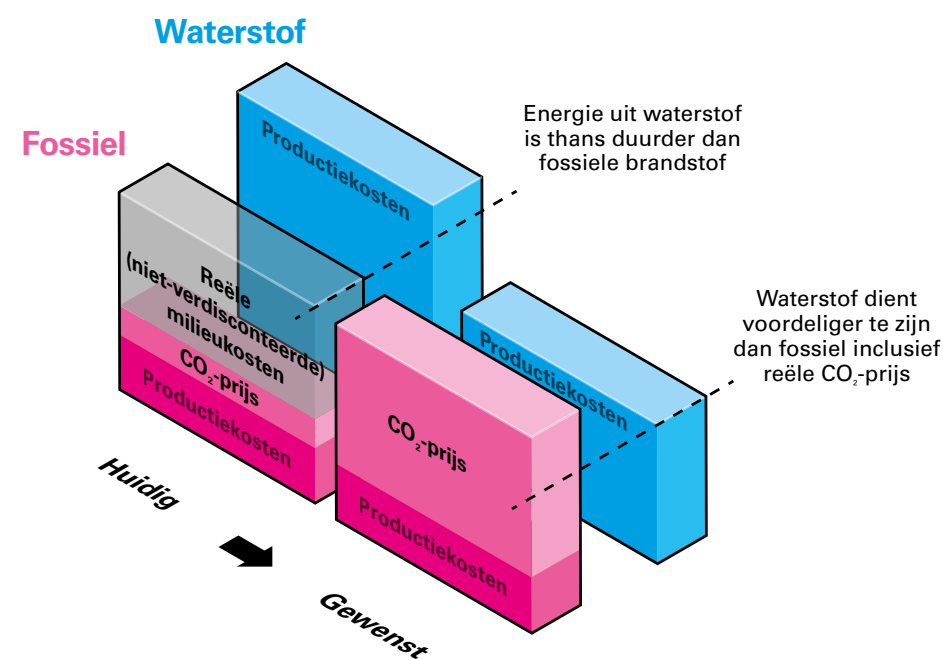 Waterstof
Fossiel
Productiekosten
Energie uit waterstof
is thans duurder dan
fossiele brandstof
Reële
(niet-verdisconteerde)
milieukosten
CO₂-prijs
Productiekosten
Productiekosten
Waterstof dient
voordeliger te zijn
dan fossiel inclusief
reële CO₂-prijs
CO₂-prijs
Productiekosten
Huidig
Gewenst